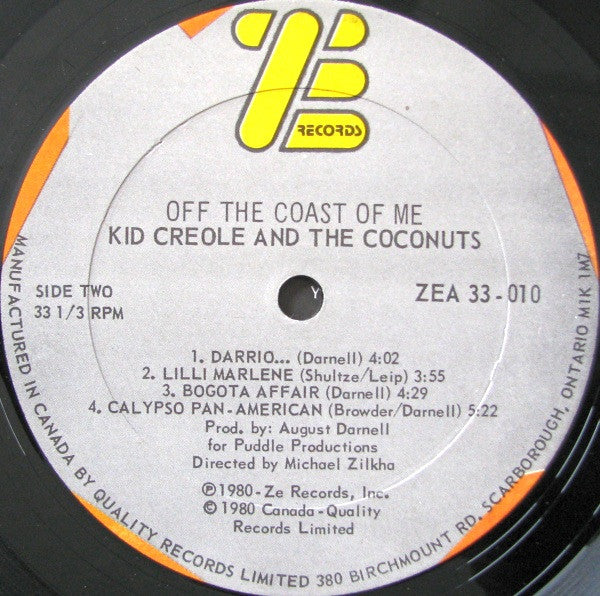 ZE
RECORDS
OFF THE COAST OF ME
KID CREOLE AND THE COCONUTS
SIDE TWO
33 1/3 RPM
Y
ZEA 33-010
1. DARRIO... (Darnell) 4:02
2. LILLI MARLENE (Shultze/Leip) 3:55
3. BOGOTA AFFAIR (Darnell) 4:29
4. CALYPSO PAN-AMERICAN (Browder/Darnell) 5:22
Prod. by: August Darnell
for Puddle Productions
Directed by Michael Zilkha
℗1980-Ze Records, Inc.
©1980 Canada-Quality
Records Limited
MANUFACTURED IN CANADA BY QUALITY RECORDS LIMITED 380 BIRCHMOUNT RD. SCARBOROUGH, ONTARIO M1K 1M7